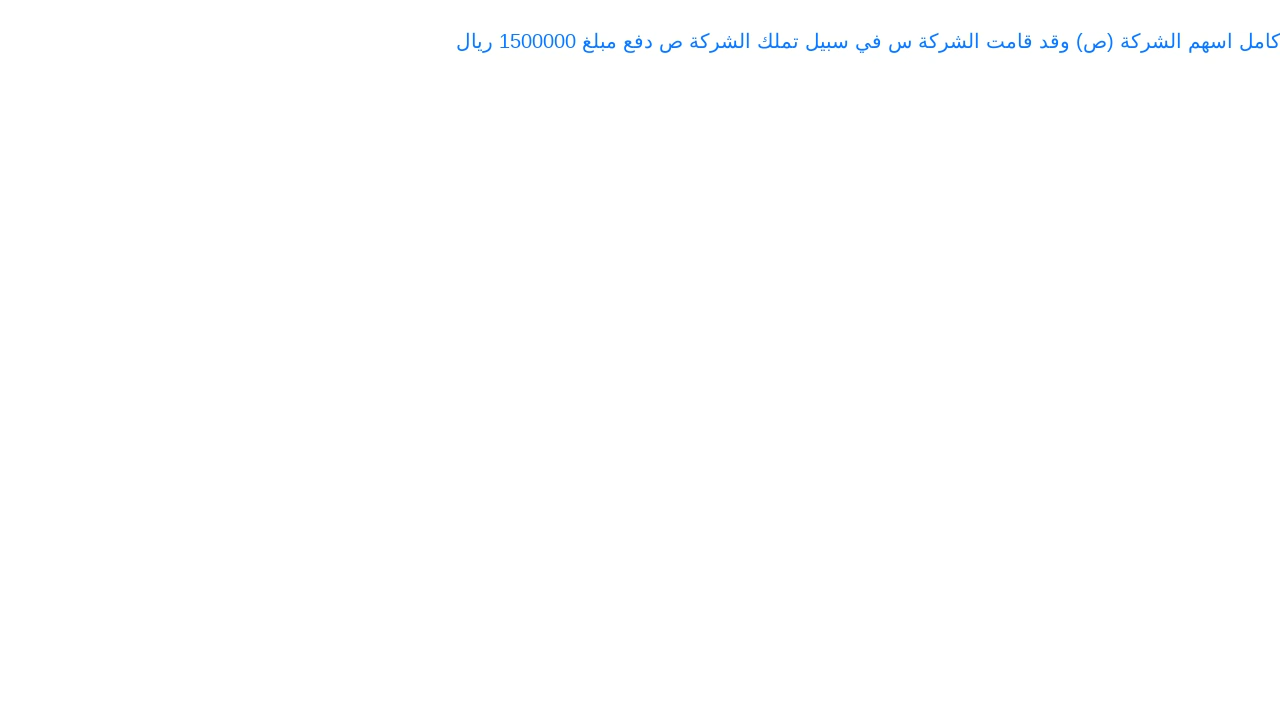 كامل اسهم الشركة (ص) وقد قامت الشركة س في سبيل تملك الشركة ص دفع مبلغ 1500000 ريال